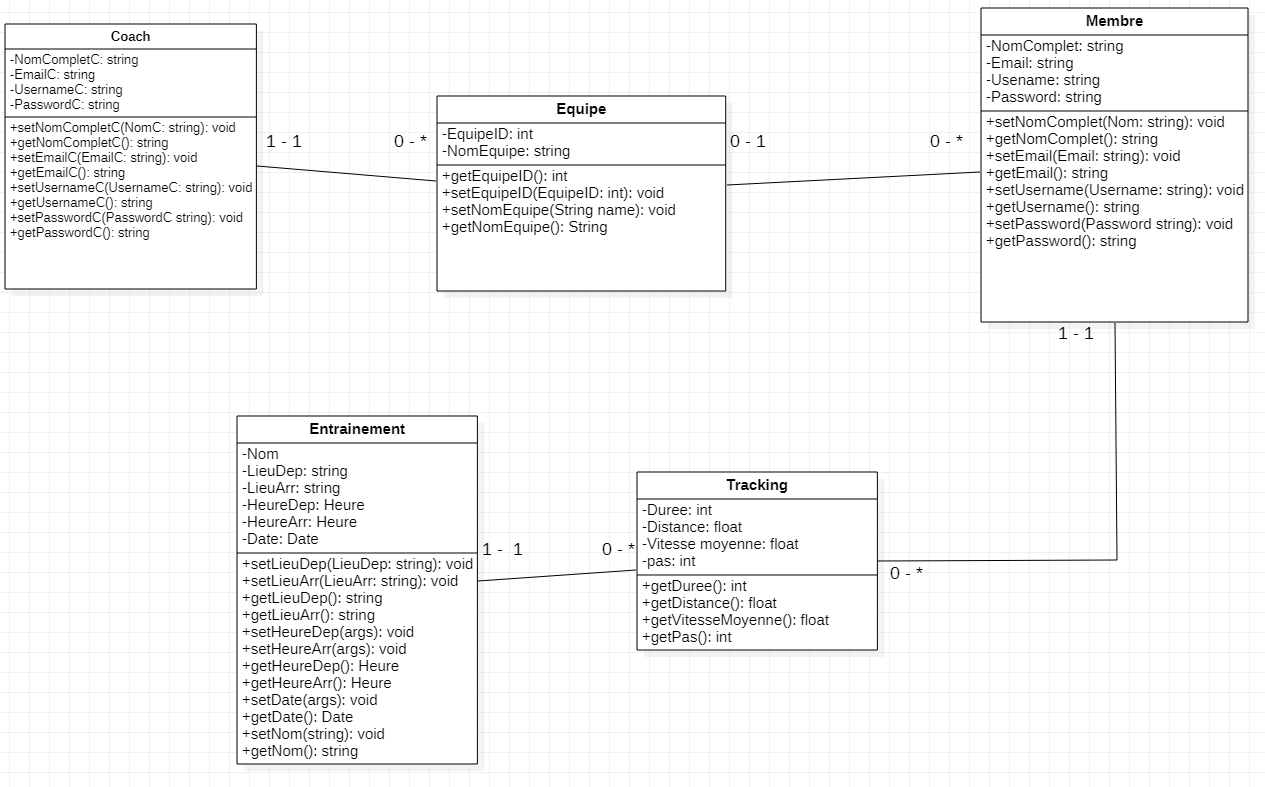 Coach
-NomCompletC: string
-EmailC: string
-UsernameC: string
-PasswordC: string
+setNomCompletC(NomC: string): void
+getNomCompletC(): string
+setEmailC(EmailC: string): void
+getEmailC(): string
+setUsernameC(UsernameC: string): void
+getUsernameC(): string
+setPasswordC(PasswordC string): void
+getPasswordC(): string
1 - 1
0 - *
Equipe
-EquipeID: int
-NomEquipe: string
+getEquipeID(): int
+setEquipeID(EquipeID: int): void
+setNomEquipe(String name): void
+getNomEquipe(): String
0 - 1
0 - *
Membre
-NomComplet: string
-Email: string
-Usename: string
-Password: string
+setNomComplet(Nom: string): void
+getNomComplet(): string
+setEmail(Email: string): void
+getEmail(): string
+setUsername(Username: string): void
+getUsername(): string
+setPassword(Password string): void
+getPassword(): string
1 - 1
Entrainement
-Nom
-LieuDep: string
-LieuArr: string
-HeureDep: Heure
-HeureArr: Heure
-Date: Date
+setLieuDep(LieuDep: string): void
+setLieuArr(LieuArr: string): void
+getLieuDep(): string
+getLieuArr(): string
+setHeureDep(args): void
+setHeureArr(args): void
+getHeureDep(): Heure
+getHeureArr(): Heure
+setDate(args): void
+getDate(): Date
+setNom(string): void
+getNom(): string
1 - 1
0 - *
Tracking
-Duree: int
-Distance: float
-Vitesse moyenne: float
-pas: int
+getDuree(): int
+getDistance(): float
+getVitesseMoyenne(): float
+getPas(): int
0 - *